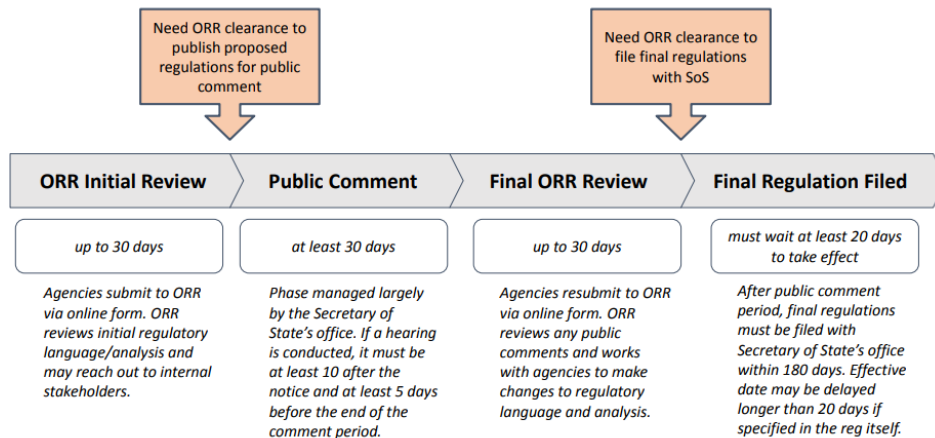 Need ORR clearance to
publish proposed
regulations for public
comment
Need ORR clearance to
file final regulations
with SoS
ORR Initial Review
Public Comment
Final ORR Review
Final Regulation Filed
up to 30 days
at least 30 days
up to 30 days
must wait at least 20 days
to take effect
Agencies submit to ORR
via online form. ORR
reviews initial regulatory
language/analysis and
may reach out to internal
stakeholders.
Phase managed largely
by the Secretary of
State's office. If a hearing
is conducted, it must be
at least 10 after the
notice and at least 5 days
before the end of the
comment period.
Agencies resubmit to ORR
via online form. ORR
reviews any public
comments and works
with agencies to make
changes to regulatory
language and analysis.
After public comment
period, final regulations
must be filed with
Secretary of State's office
within 180 days. Effective
date may be delayed
longer than 20 days if
specified in the reg itself.